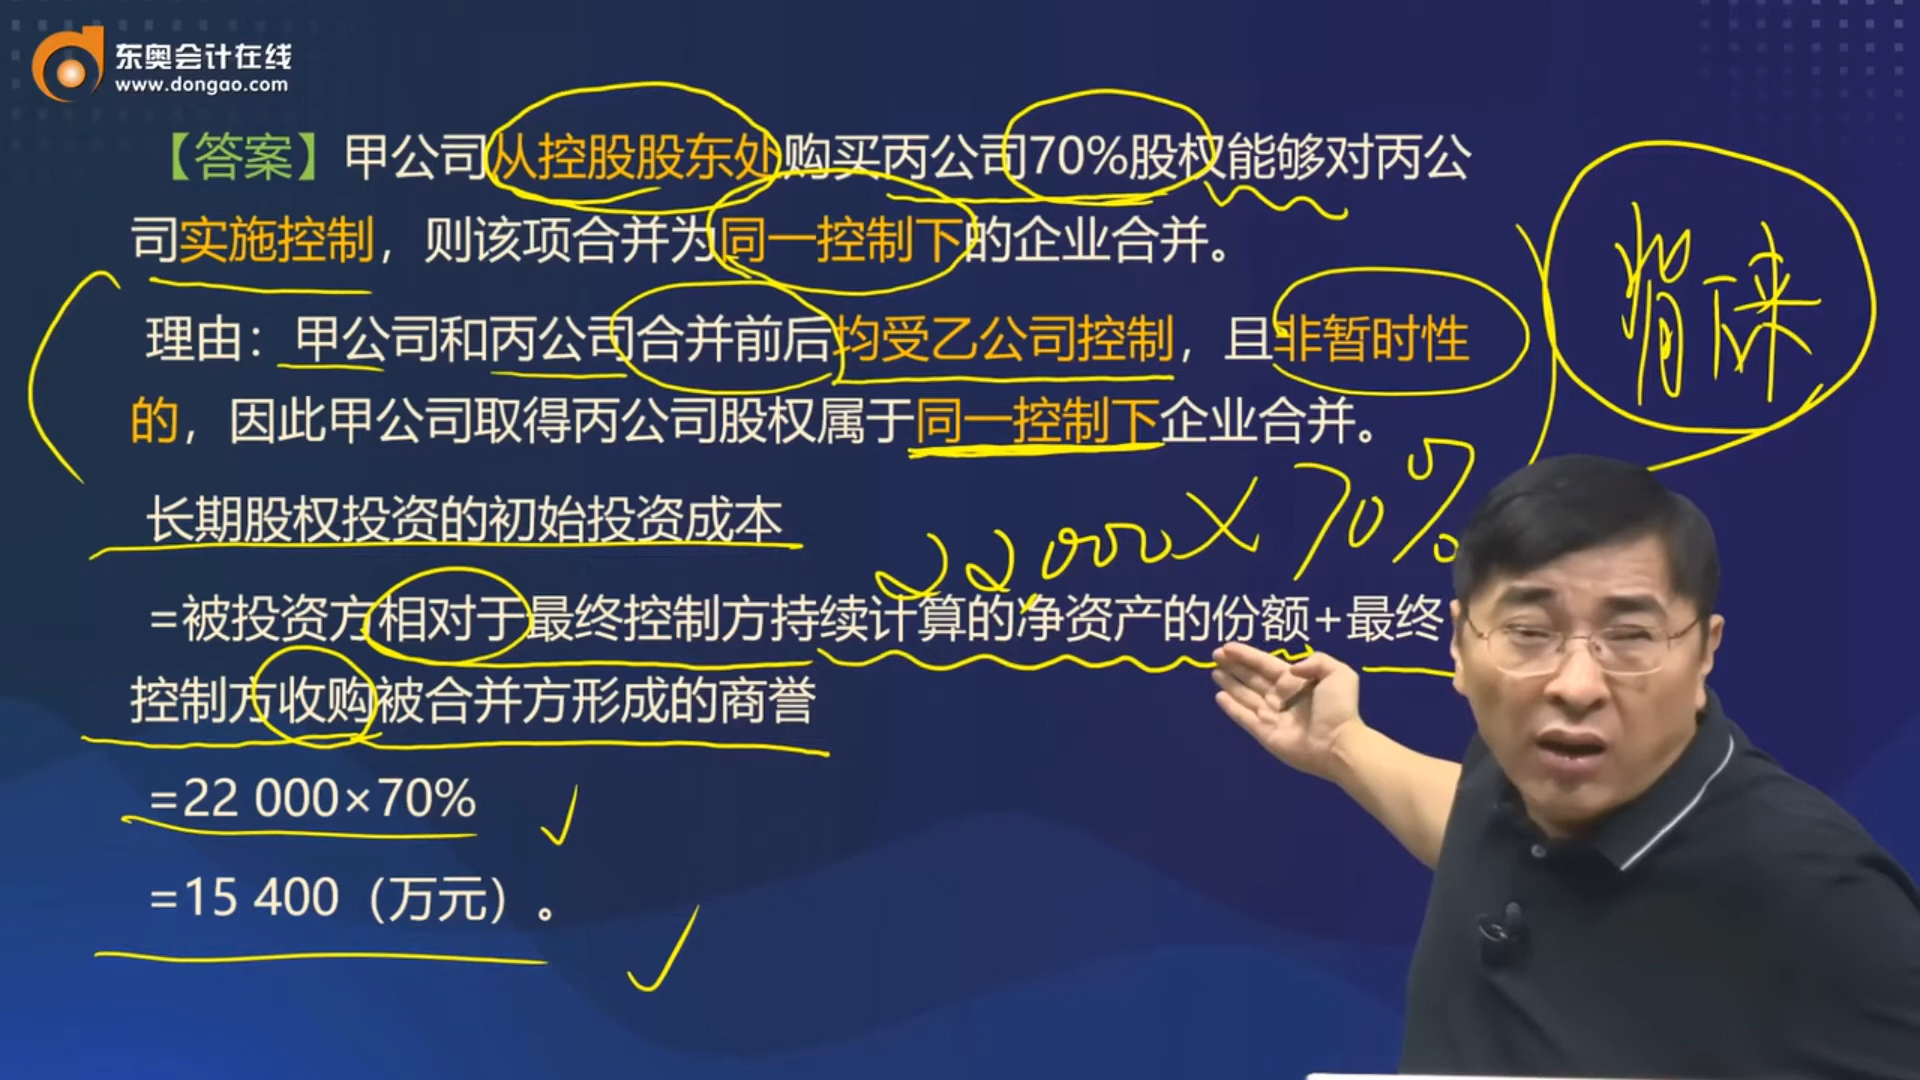 东奥会计在线
www.dongao.com
【答案】甲公司从控股股东处购买丙公司70%股权能够对丙公
司实施控制，则该项合并为同一控制下的企业合并。
理由：甲公司和丙公司合并前后均受乙公司控制，且非暂时性
的，因此甲公司取得丙公司股权属于同一控制下企业合并。
背下来
长期股权投资的初始投资成本
22000×70%
=被投资方相对于最终控制方持续计算的净资产的份额+最终
控制方收购被合并方形成的商誉
=22 000×70%
=15 400（万元）。